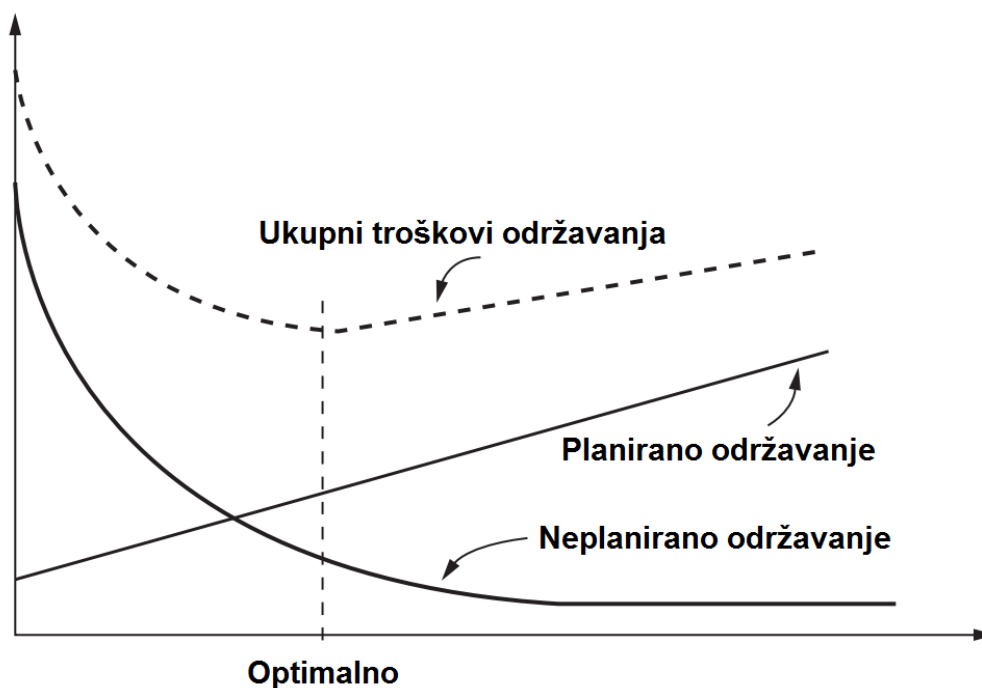 Ukupni troškovi održavanja
Planirano održavanje
Neplanirano održavanje
Optimalno